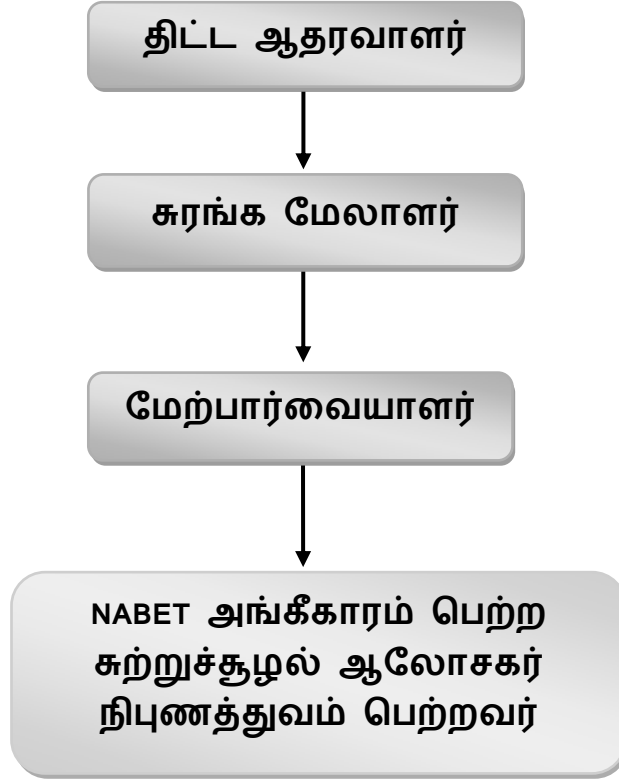 திட்ட ஆதரவாளர்
சுரங்க மேலாளர்
மேற்பார்வையாளர்
NABET அங்கீகாரம் பெற்ற
சுற்றுச்சூழல் ஆலோசகர்
நிபுணத்துவம் பெற்றவர்